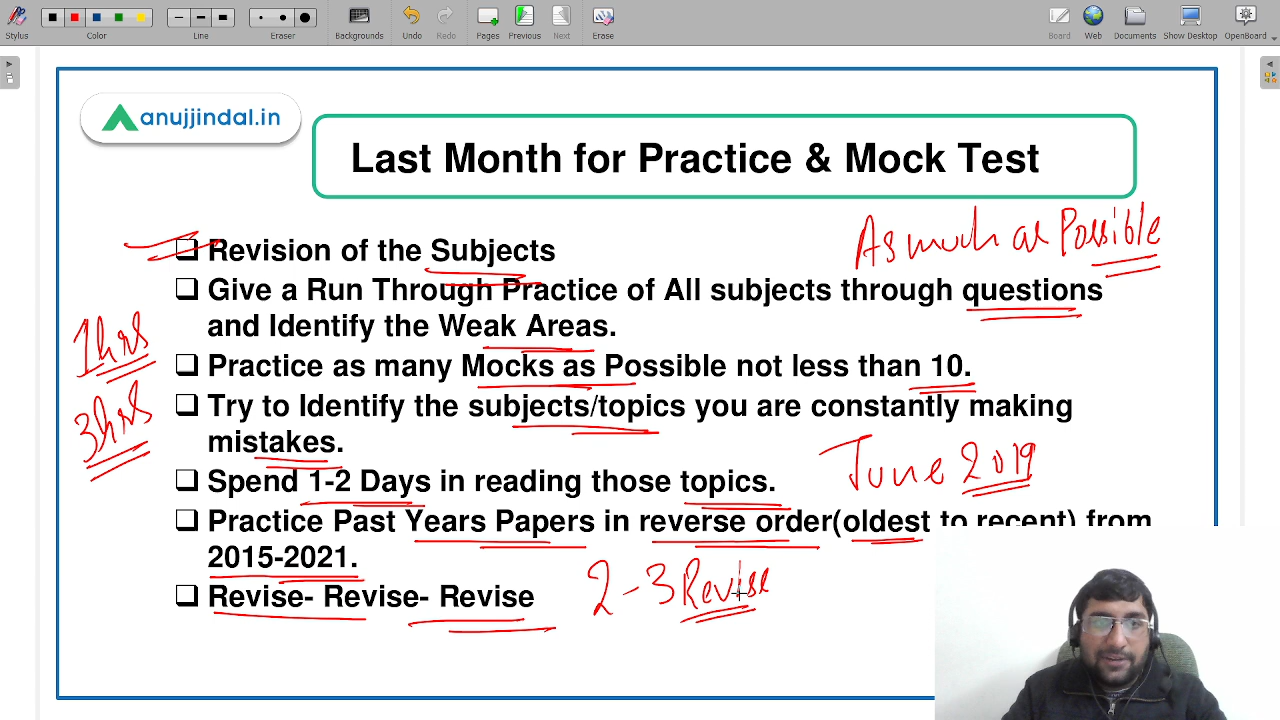 Stylus
Color
Line
Eraser
Backgrounds
Undo
Redo
Pages
Previous
Next
Erase
Board
Web
Documents
Show Desktop
OpenBoard
anujjindal.in
Last Month for Practice & Mock Test
As much as Possible
Revision of the Subjects
Give a Run Through Practice of All subjects through questions
and Identify the Weak Areas.
1hrs
Practice as many Mocks as Possible not less than 10.
3hrs
Try to Identify the subjects/topics you are constantly making
mistakes.
June 2019
Spend 1-2 Days in reading those topics.
Practice Past Years Papers in reverse order(oldest to recent) from
2015-2021.
Revise- Revise- Revise
2-3 Revise